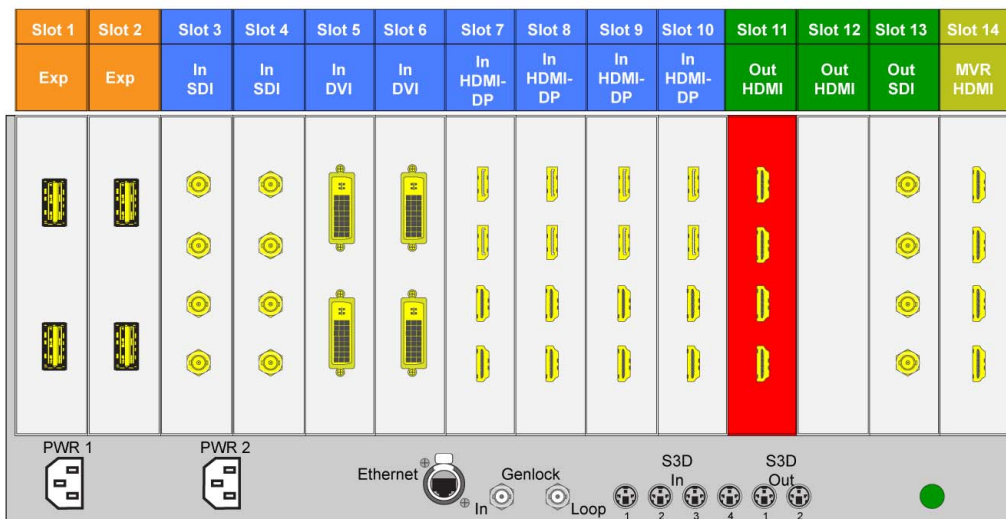 Slot 1 Slot 2 Slot 3 Slot 4 Slot 5 Slot 6 Slot 7 Slot 8 Slot 9 Slot 10 Slot 11 Slot 12 Slot 13 Slot 14
Exp
Exp
In
SDI
In
SDI
In
DVI
In
DVI
In
HDMI-
DP
In
HDMI-
DP
In
HDMI-
DP
In
HDMI-
DP
Out
HDMI
Out
HDMI
Out
SDI
MVR
HDMI
PWR 1
PWR 2
Ethernet
Genlock
In
Loop
S3D
In
S3D
Out
1 2 3 4 1 2